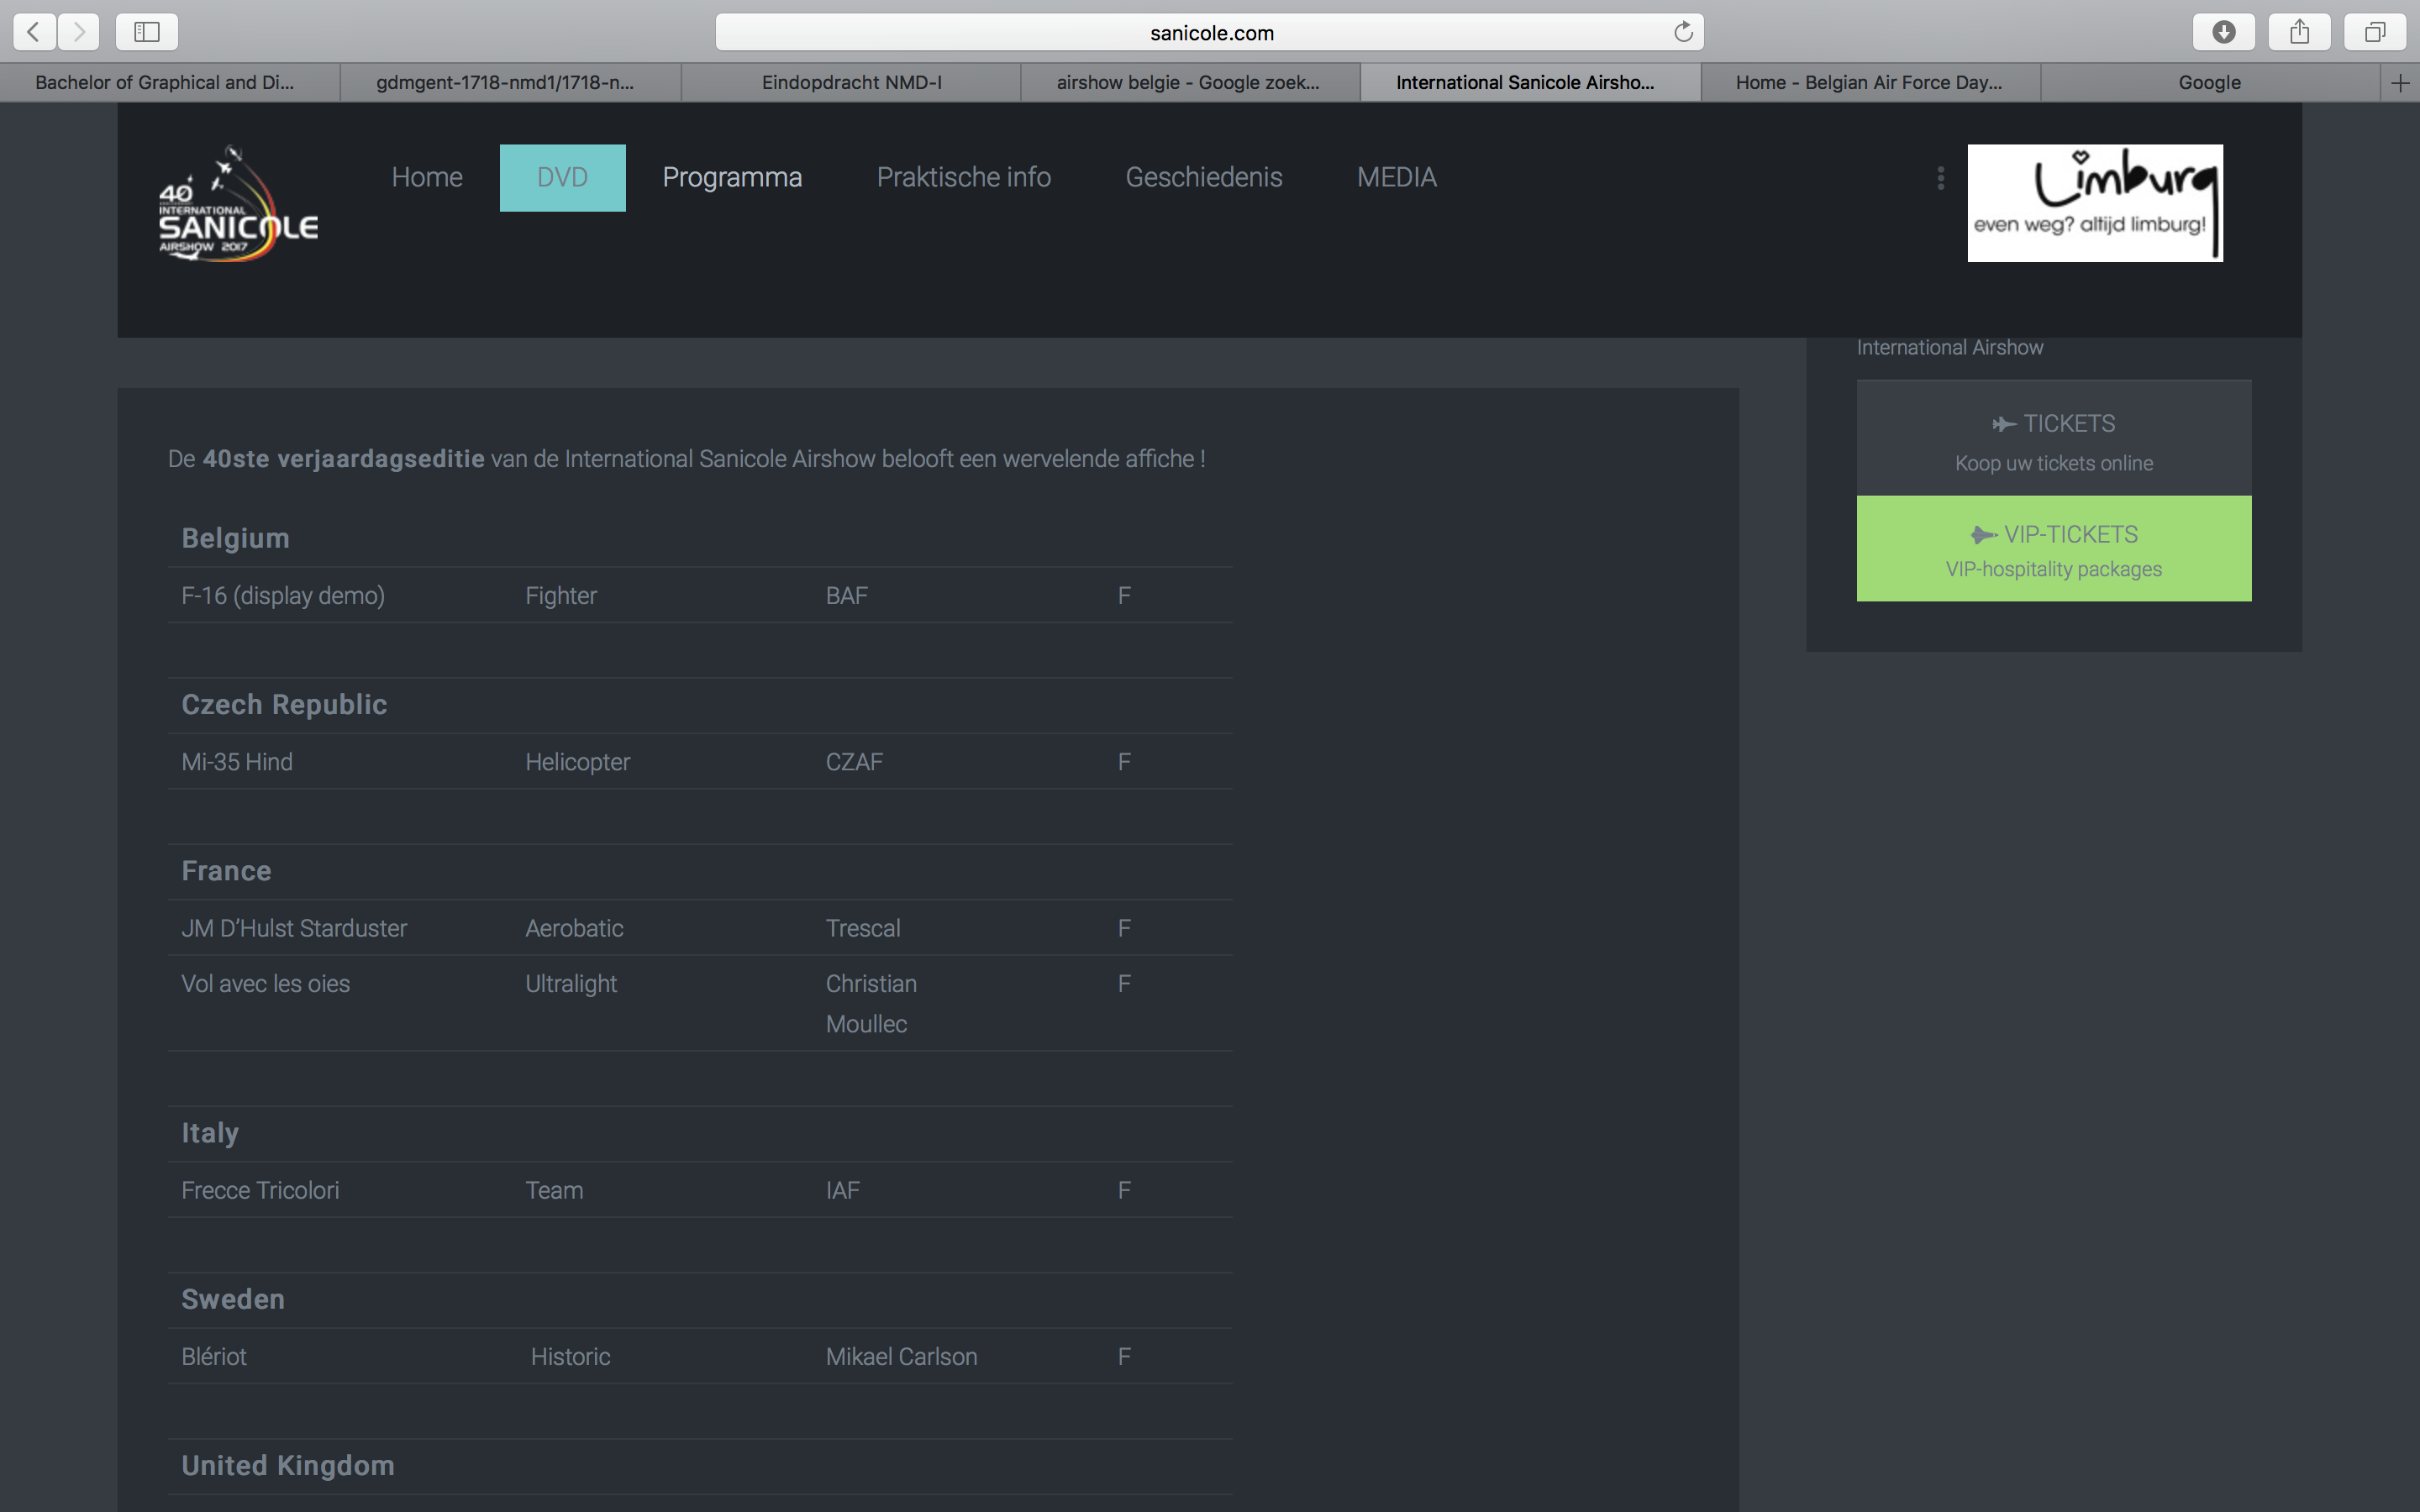 sanicole.com
Bachelor of Graphical and Di...
gdmgent-1718-nmd1/1718-n...
Eindopdracht NMD-I
airshow belgie - Google zoek...
International Sanicole Airsho...
Home - Belgian Air Force Day...
Google
40
INTERNATIONAL
SANICOLE
AIRSHOW 2017
Home
DVD
Programma
Praktische info
Geschiedenis
MEDIA
Limburg
even weg? altijd limburg!
International Airshow
TICKETS
Koop uw tickets online
VIP-TICKETS
VIP-hospitality packages
De 40ste verjaardagseditie van de International Sanicole Airshow belooft een wervelende affiche !
Belgium
F-16 (display demo) Fighter BAF F
Czech Republic
Mi-35 Hind Helicopter CZAF F
France
JM D’Hulst Starduster Aerobatic Trescal F
Vol avec les oies Ultralight Christian F
Moullec
Italy
Frecce Tricolori Team IAF F
Sweden
Blériot Historic Mikael Carlson F
United Kingdom